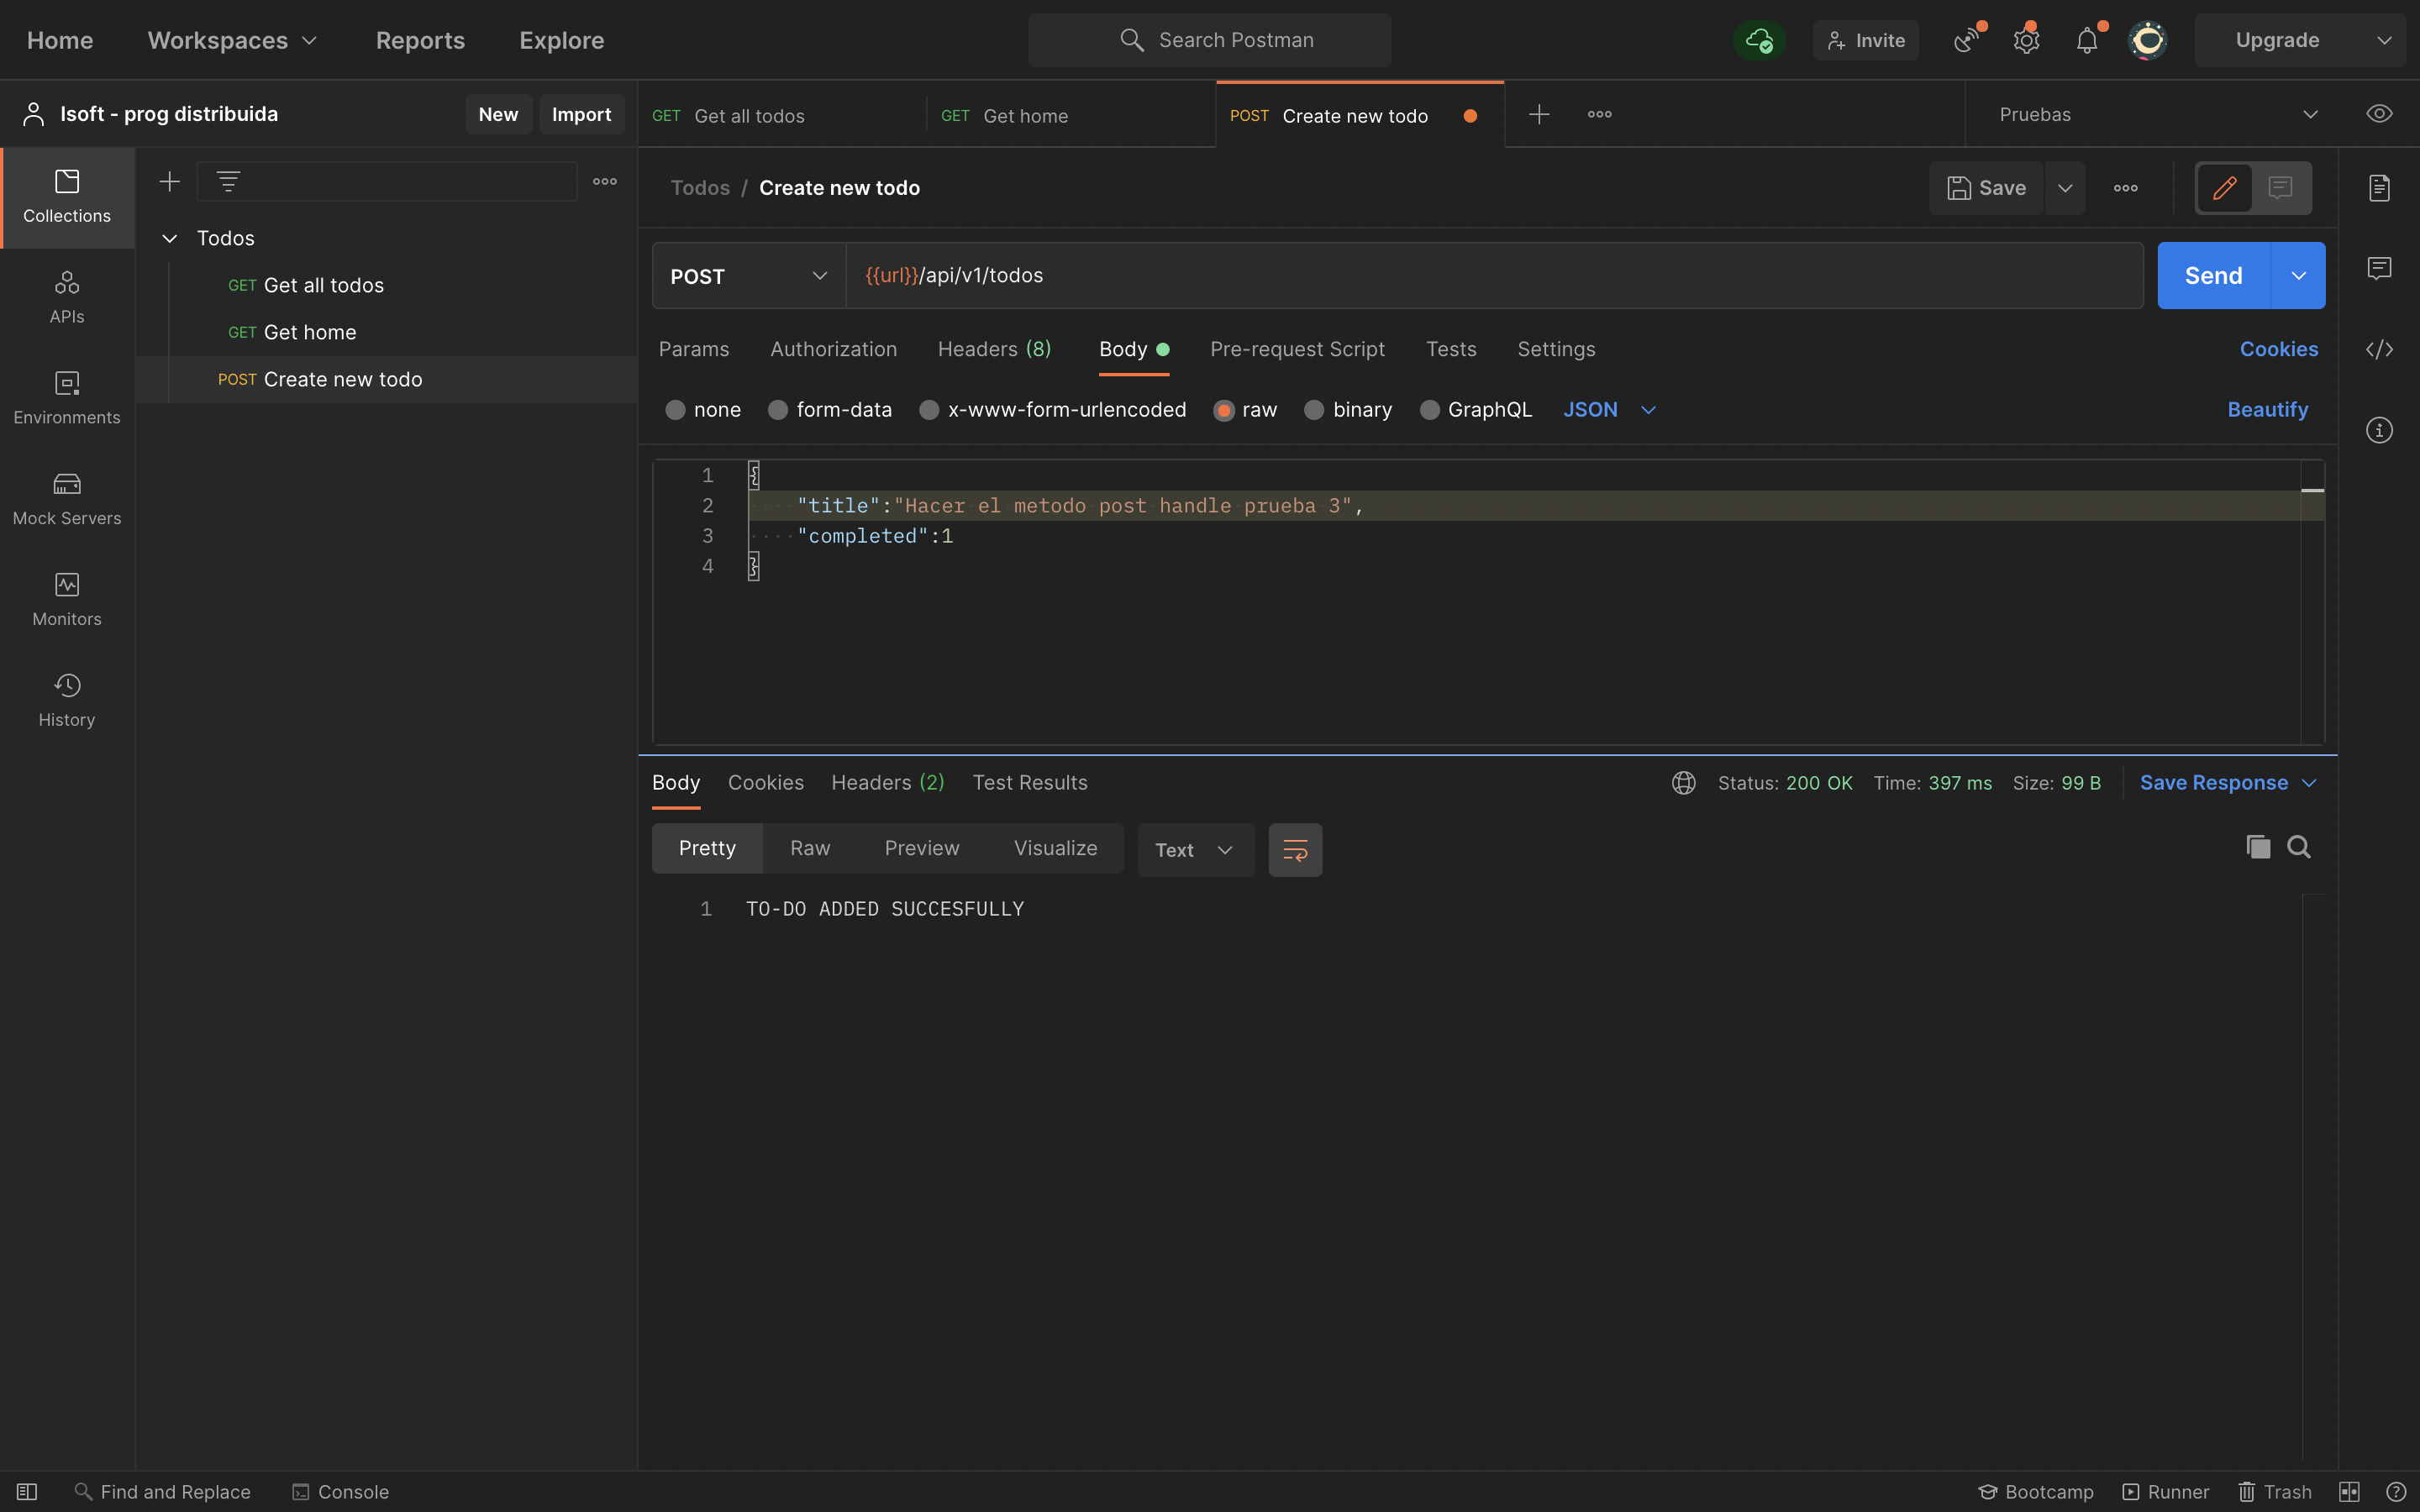 Home Workspaces Reports Explore Search Postman Invite Upgrade
Isoft - prog distribuida New Import GET Get all todos GET Get home POST Create new todo Pruebas
Collections
APIs
Environments
Mock Servers
Monitors
History
Todos
GET Get all todos
GET Get home
POST Create new todo
Todos / Create new todo Save
POST {{url}}/api/v1/todos Send
Params Authorization Headers (8) Body Pre-request Script Tests Settings Cookies
none form-data x-www-form-urlencoded raw binary GraphQL JSON Beautify
1 {
2 "title":"Hacer el metodo post handle prueba 3",
3 "completed":1
4 }
Body Cookies Headers (2) Test Results Status: 200 OK Time: 397 ms Size: 99 B Save Response
Pretty Raw Preview Visualize Text
1 TO-DO ADDED SUCCESFULLY
Find and Replace Console Bootcamp Runner Trash